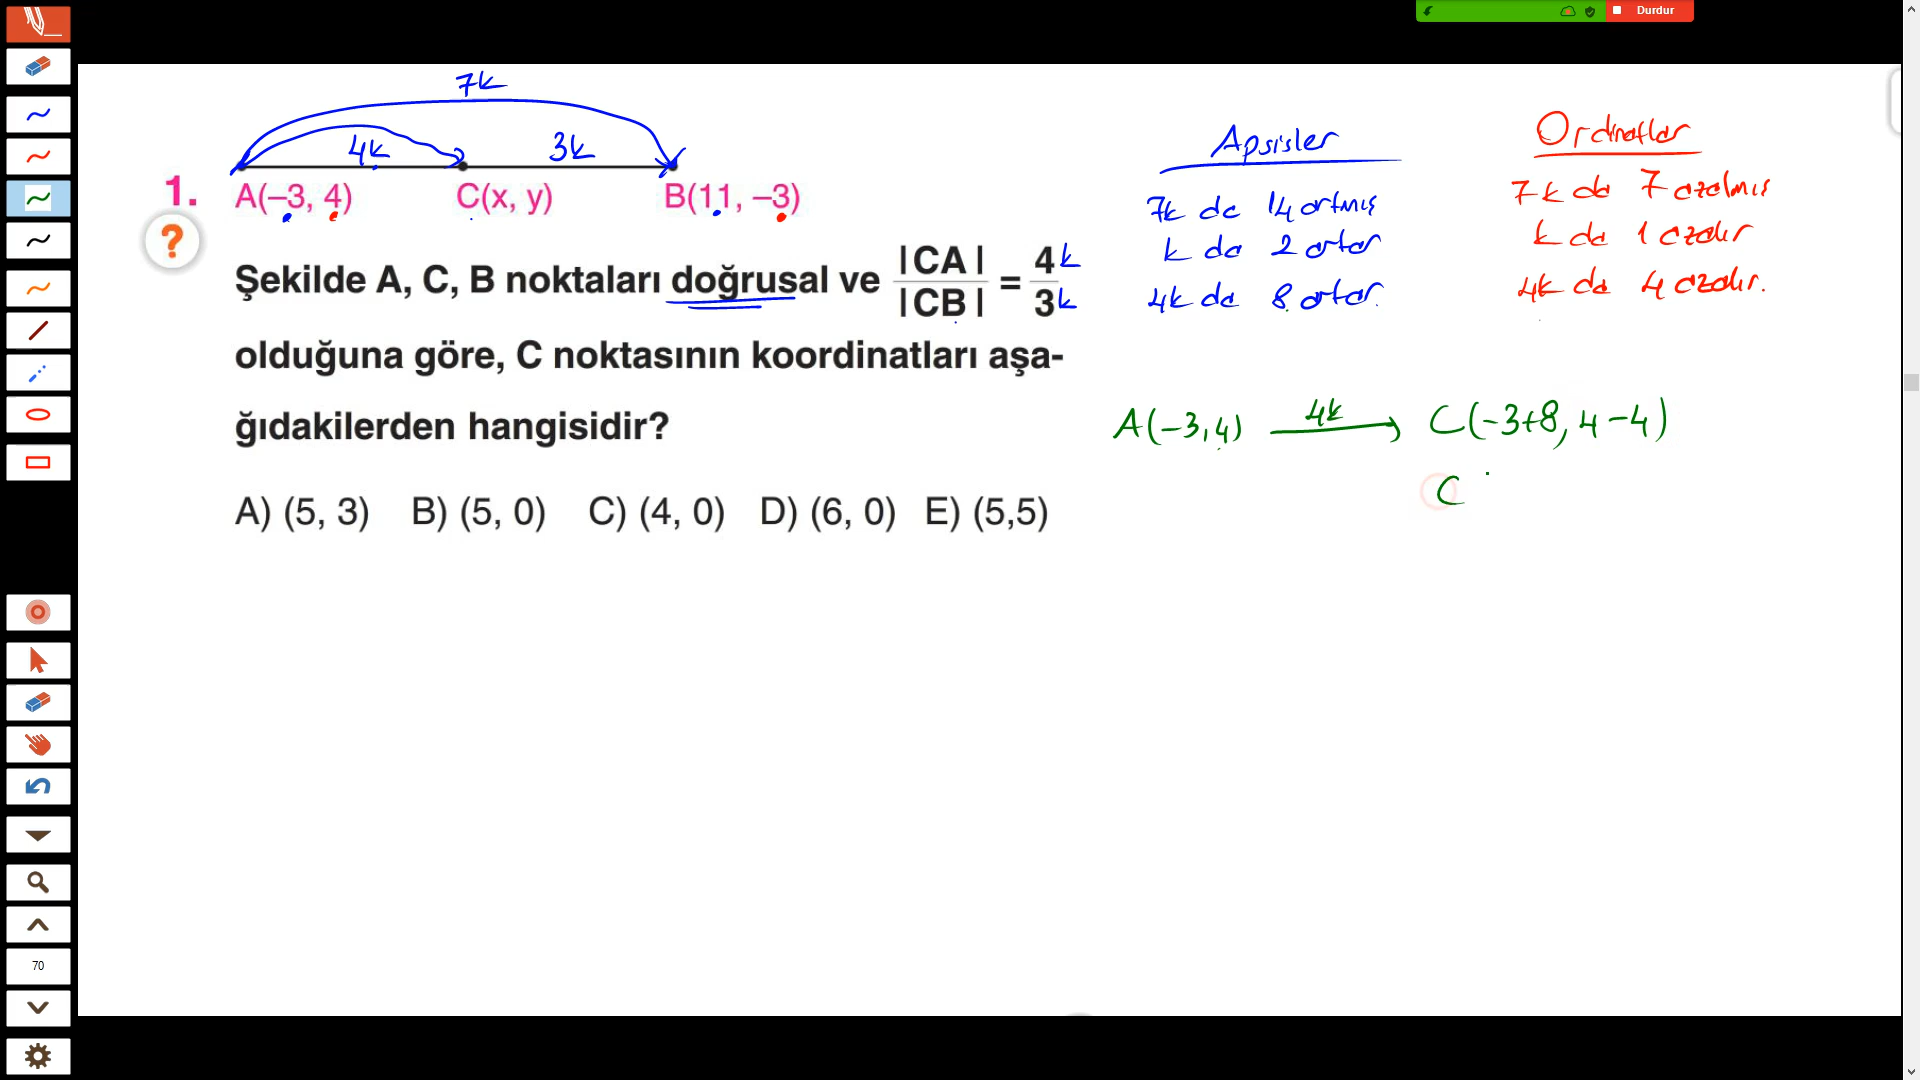 Durdur
7k
4k 3k
1. A(–3, 4) C(x, y) B(11, –3)
?
Şekilde A, C, B noktaları doğrusal ve |CA| / |CB| = 4k / 3k
olduğuna göre, C noktasının koordinatları aşa-
ğıdakilerden hangisidir?
A) (5, 3) B) (5, 0) C) (4, 0) D) (6, 0) E) (5,5)
Apsisler
7k da 14 artmış
k da 2 artar
4k da 8 artar.
Ordinatlar
7k da 7 azalmış
k da 1 azalır
4k da 4 azalır.
A(-3,4) 4k → C(-3+8, 4-4)
C
70